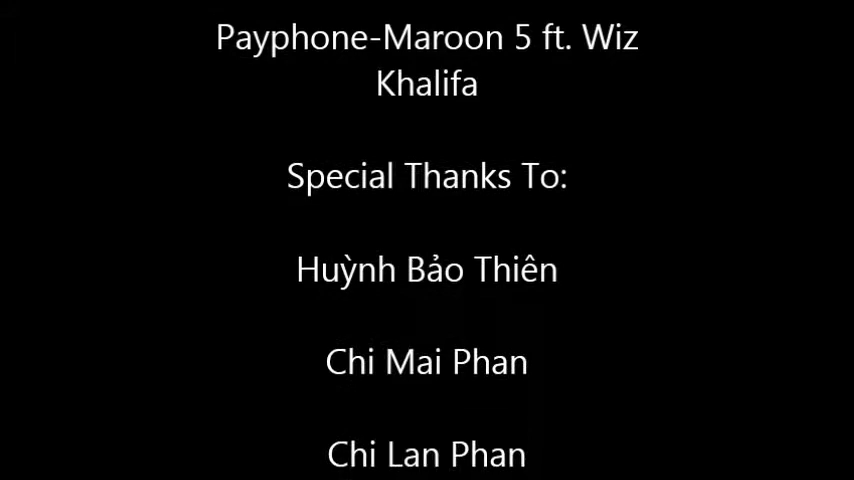 Payphone-Maroon 5 ft. Wiz
Khalifa
Special Thanks To:
Huỳnh Bảo Thiên
Chi Mai Phan
Chi Lan Phan